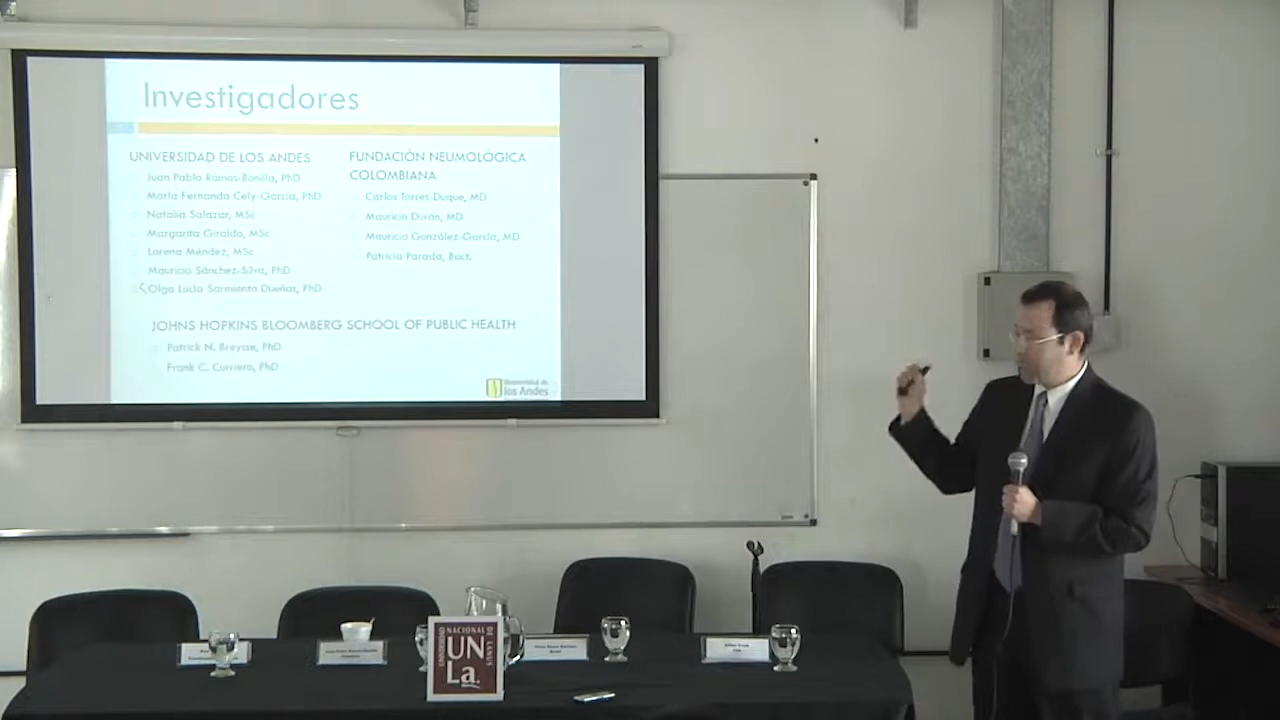 Investigadores
UNIVERSIDAD DE LOS ANDES
Juan Pablo Ramos-Bonilla, PhD
María Fernanda Cely-García, PhD
Natalia Salazar, MSc
Margarita Giraldo, MSc
Lorena Méndez, MSc
Mauricio Sánchez-Silva, PhD
Olga Lucía Sarmiento Dueñas, PhD
FUNDACIÓN NEUMOLÓGICA
COLOMBIANA
Carlos Torres-Duque, MD
Mauricio Durán, MD
Mauricio González-García, MD
Patricia Parada, Bact.
JOHNS HOPKINS BLOOMBERG SCHOOL OF PUBLIC HEALTH
Patrick N. Breysse, PhD
Frank C. Curriero, PhD
Universidad de
los Andes
UNIVERSIDAD NACIONAL DE LANUS
UN
La.